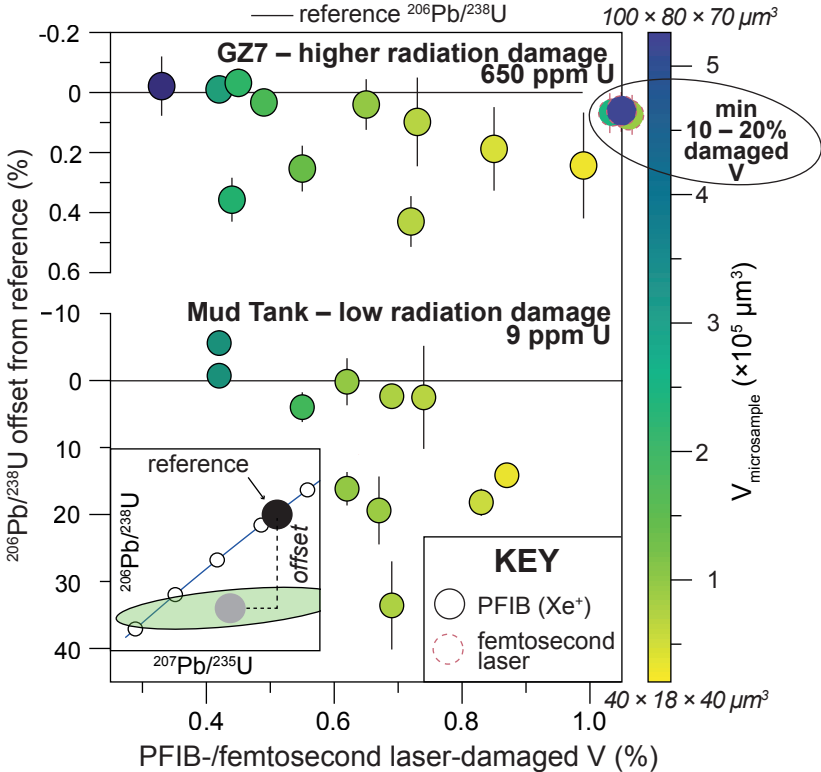 reference ²⁰⁶Pb/²³⁸U
100 × 80 × 70 µm³
GZ7 – higher radiation damage
650 ppm U
-0.2
0
0.2
0.4
0.6
min
10 – 20%
damaged
V
Mud Tank – low radiation damage
9 ppm U
−10
0
10
20
30
40
²⁰⁶Pb/²³⁸U offset from reference (%)
reference
²⁰⁶Pb/²³⁸U
offset
²⁰⁷Pb/²³⁵U
KEY
PFIB (Xe⁺)
femtosecond
laser
5
4
3
2
1
Vmicrosample (×10⁵ µm³)
40 × 18 × 40 µm³
0.4
0.6
0.8
1.0
PFIB-/femtosecond laser-damaged V (%)